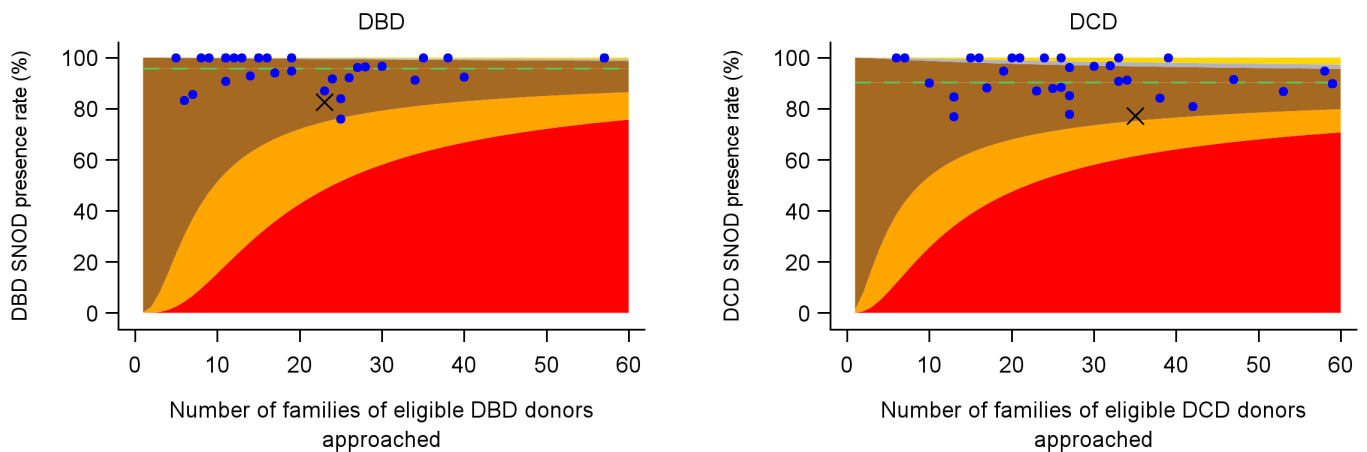 DBD
DBD SNOD presence rate (%)
100
80
60
40
20
0
0 10 20 30 40 50 60
Number of families of eligible DBD donors
approached
DCD
DCD SNOD presence rate (%)
100
80
60
40
20
0
0 10 20 30 40 50 60
Number of families of eligible DCD donors
approached